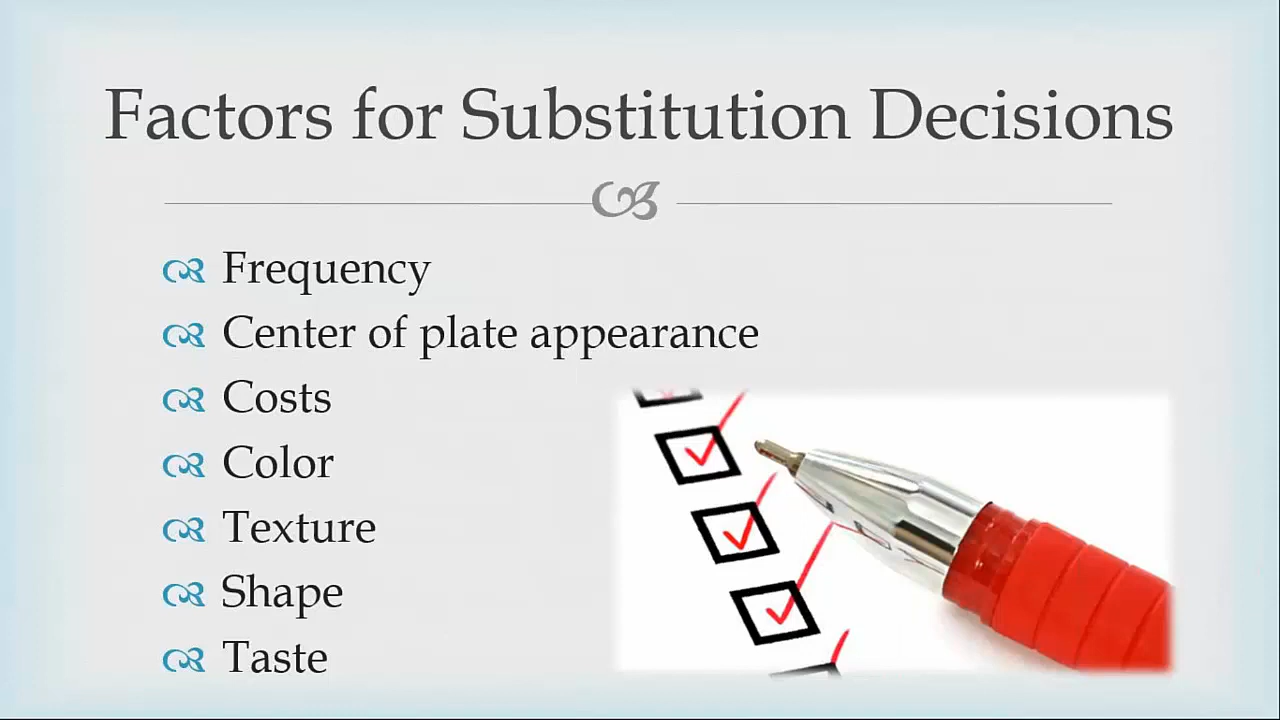 Factors for Substitution Decisions
Frequency
Center of plate appearance
Costs
Color
Texture
Shape
Taste